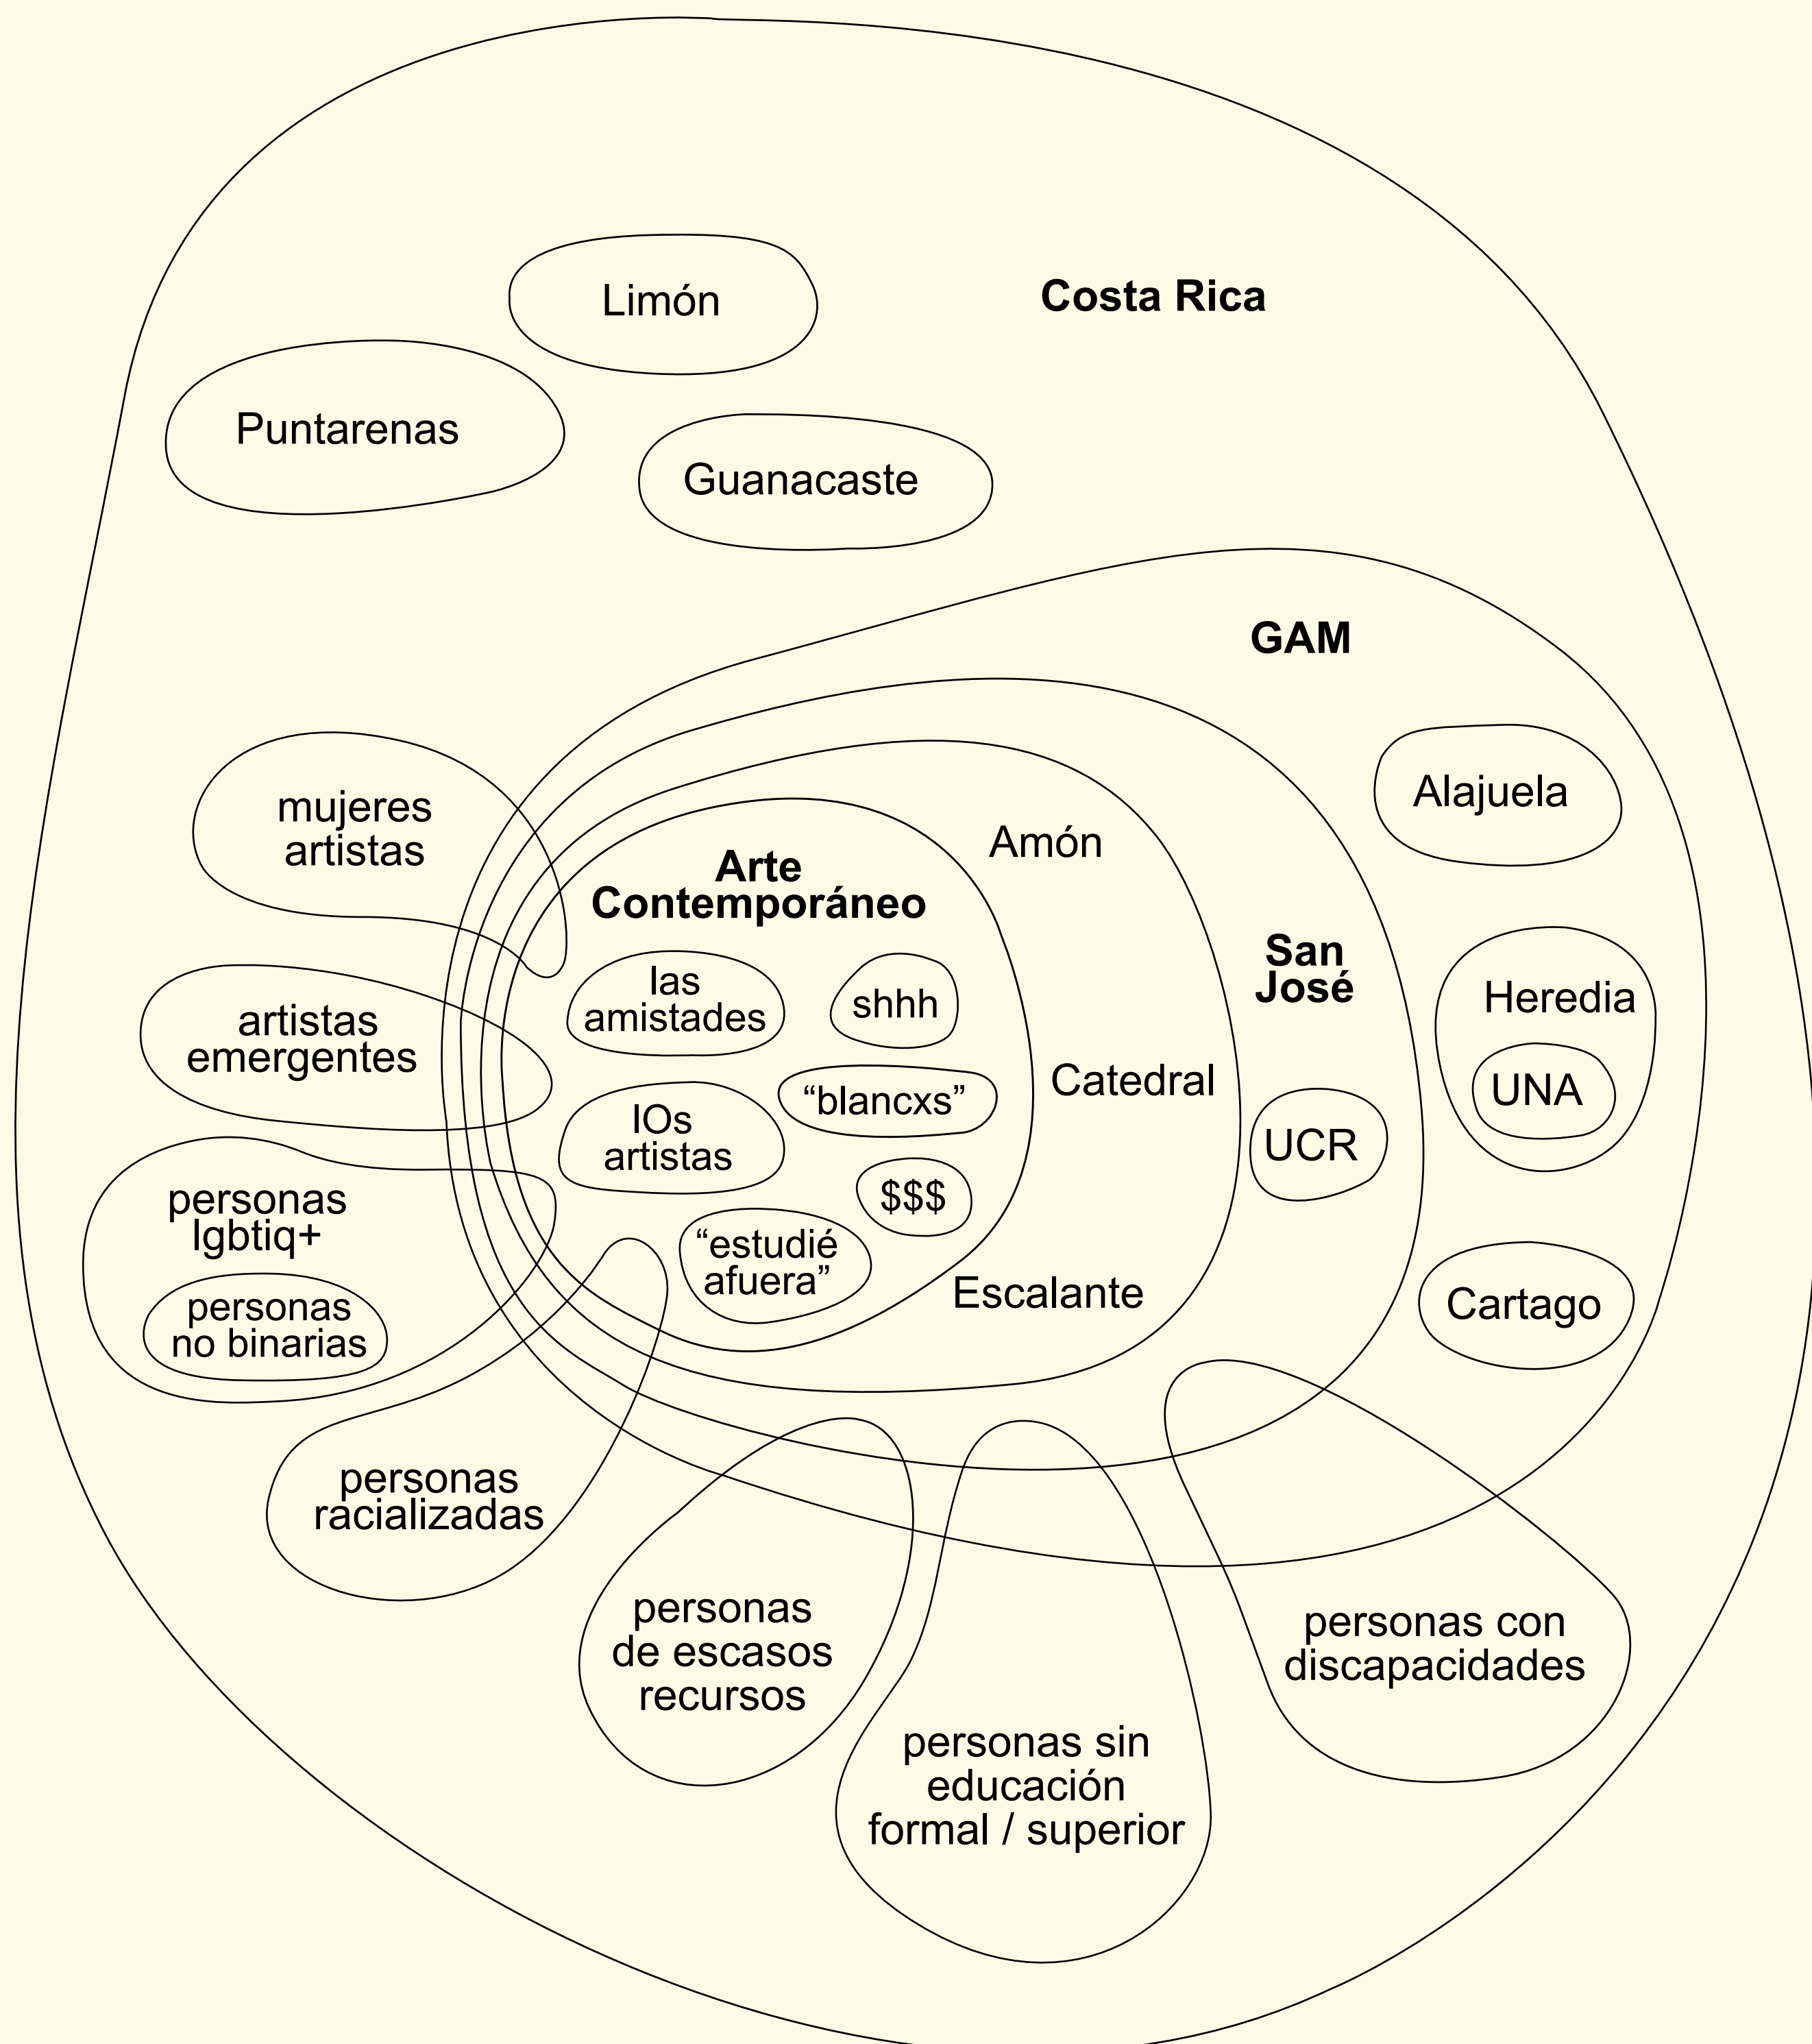 Limón
Costa Rica
Puntarenas
Guanacaste
GAM
Alajuela
mujeres
artistas
Amón
Arte
Contemporáneo
San
José
las
amistades
shhh
Heredia
artistas
emergentes
Catedral
UNA
"blancxs"
IOs
artistas
UCR
personas
lgbtiq+
$$$
"estudié
afuera"
Escalante
Cartago
personas
no binarias
personas
racializadas
personas
de escasos
recursos
personas con
discapacidades
personas sin
educación
formal / superior